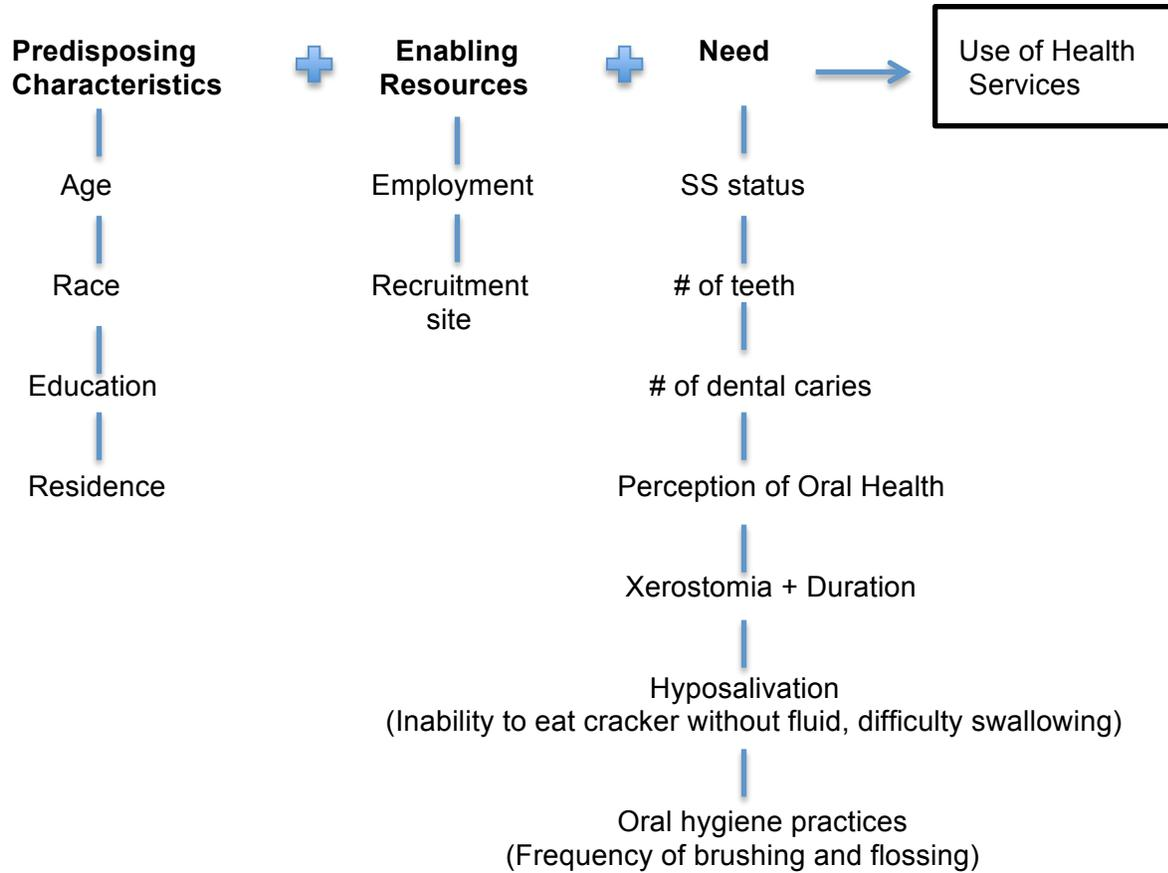 Predisposing
Characteristics
Age
Race
Education
Residence
Enabling
Resources
Employment
Recruitment
site
Need
SS status
# of teeth
# of dental caries
Perception of Oral Health
Xerostomia + Duration
Hyposalivation
(Inability to eat cracker without fluid, difficulty swallowing)
Oral hygiene practices
(Frequency of brushing and flossing)
Use of Health
Services